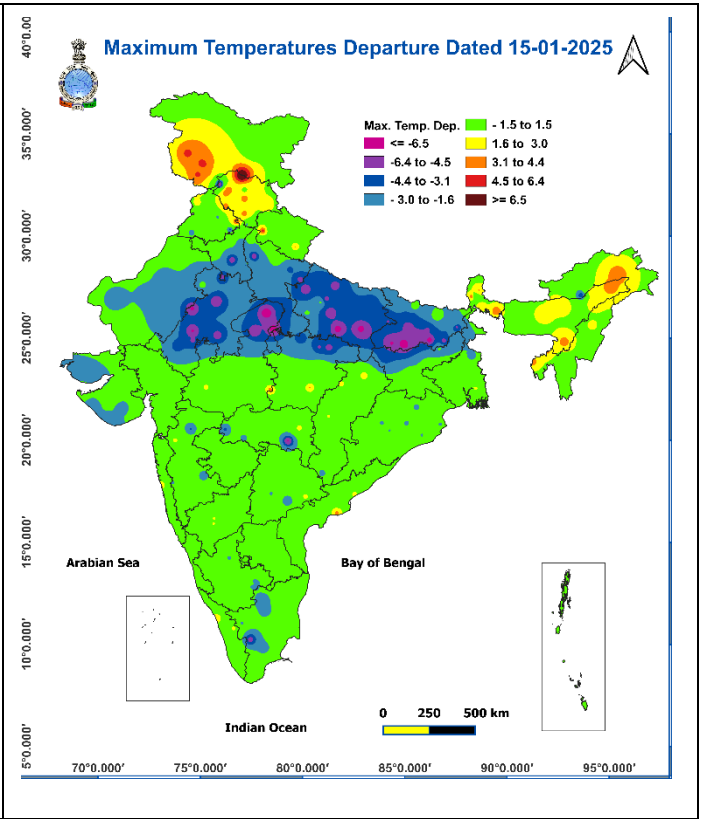 Maximum Temperatures Departure Dated 15-01-2025
Max. Temp. Dep.
<= -6.5
-6.4 to -4.5
-4.4 to -3.1
- 3.0 to -1.6
- 1.5 to 1.5
1.6 to 3.0
3.1 to 4.4
4.5 to 6.4
>= 6.5
40°0.00
35°0.000'
30°0.000'
25°0.000'
20°0.000'
15°0.000'
10°0.000'
5°0.000'
Arabian Sea
Bay of Bengal
Indian Ocean
0 250 500 km
70°0.000' 75°0.000' 80°0.000' 85°0.000' 90°0.000' 95°0.000'